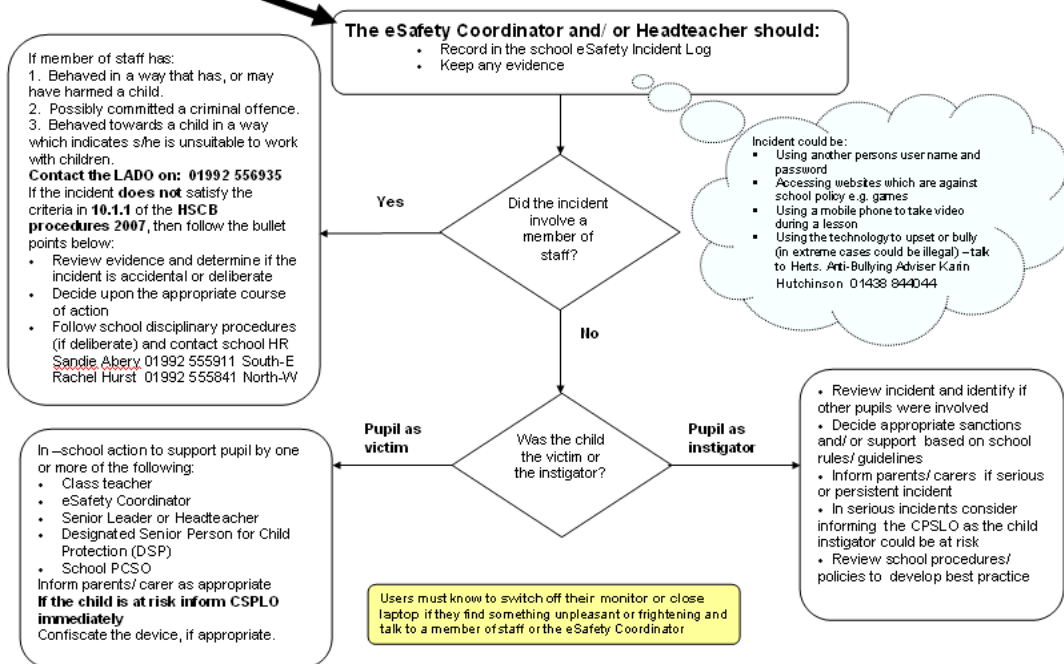 The eSafety Coordinator and/ or Headteacher should:
• Record in the school eSafety Incident Log
• Keep any evidence
If member of staff has:
1. Behaved in a way that has, or may
have harmed a child.
2. Possibly committed a criminal offence.
3. Behaved towards a child in a way
which indicates s/he is unsuitable to work
with children.
Contact the LADO on: 01992 556935
If the incident does not satisfy the
criteria in 10.1.1 of the HSCB
procedures 2007, then follow the bullet
points below:
• Review evidence and determine if the
incident is accidental or deliberate
• Decide upon the appropriate course
of action
• Follow school disciplinary procedures
(if deliberate) and contact school HR
Sandie Abery 01992 555911 South-E
Rachel Hurst 01992 555841 North-W
Yes
Did the incident
involve a
member of
staff?
Incident could be:
▪ Using another persons user name and
password
▪ Accessing websites which are against
school policy e.g. games
▪ Using a mobile phone to take video
during a lesson
▪ Using the technology to upset or bully
(in extreme cases could be illegal) – talk
to Herts. Anti-Bullying Adviser Karin
Hutchinson 01438 844044
No
Pupil as
victim
Was the child
the victim or
the instigator?
Pupil as
instigator
In –school action to support pupil by one
or more of the following:
• Class teacher
• eSafety Coordinator
• Senior Leader or Headteacher
• Designated Senior Person for Child
Protection (DSP)
• School PCSO
Inform parents/ carer as appropriate
If the child is at risk inform CSPLO
immediately
Confiscate the device, if appropriate.
• Review incident and identify if
other pupils were involved
• Decide appropriate sanctions
and/ or support based on school
rules/ guidelines
• Inform parents/ carers if serious
or persistent incident
• In serious incidents consider
informing the CPSLO as the child
instigator could be at risk
• Review school procedures/
policies to develop best practice
Users must know to switch off their monitor or close
laptop if they find something unpleasant or frightening and
talk to a member of staff or the eSafety Coordinator